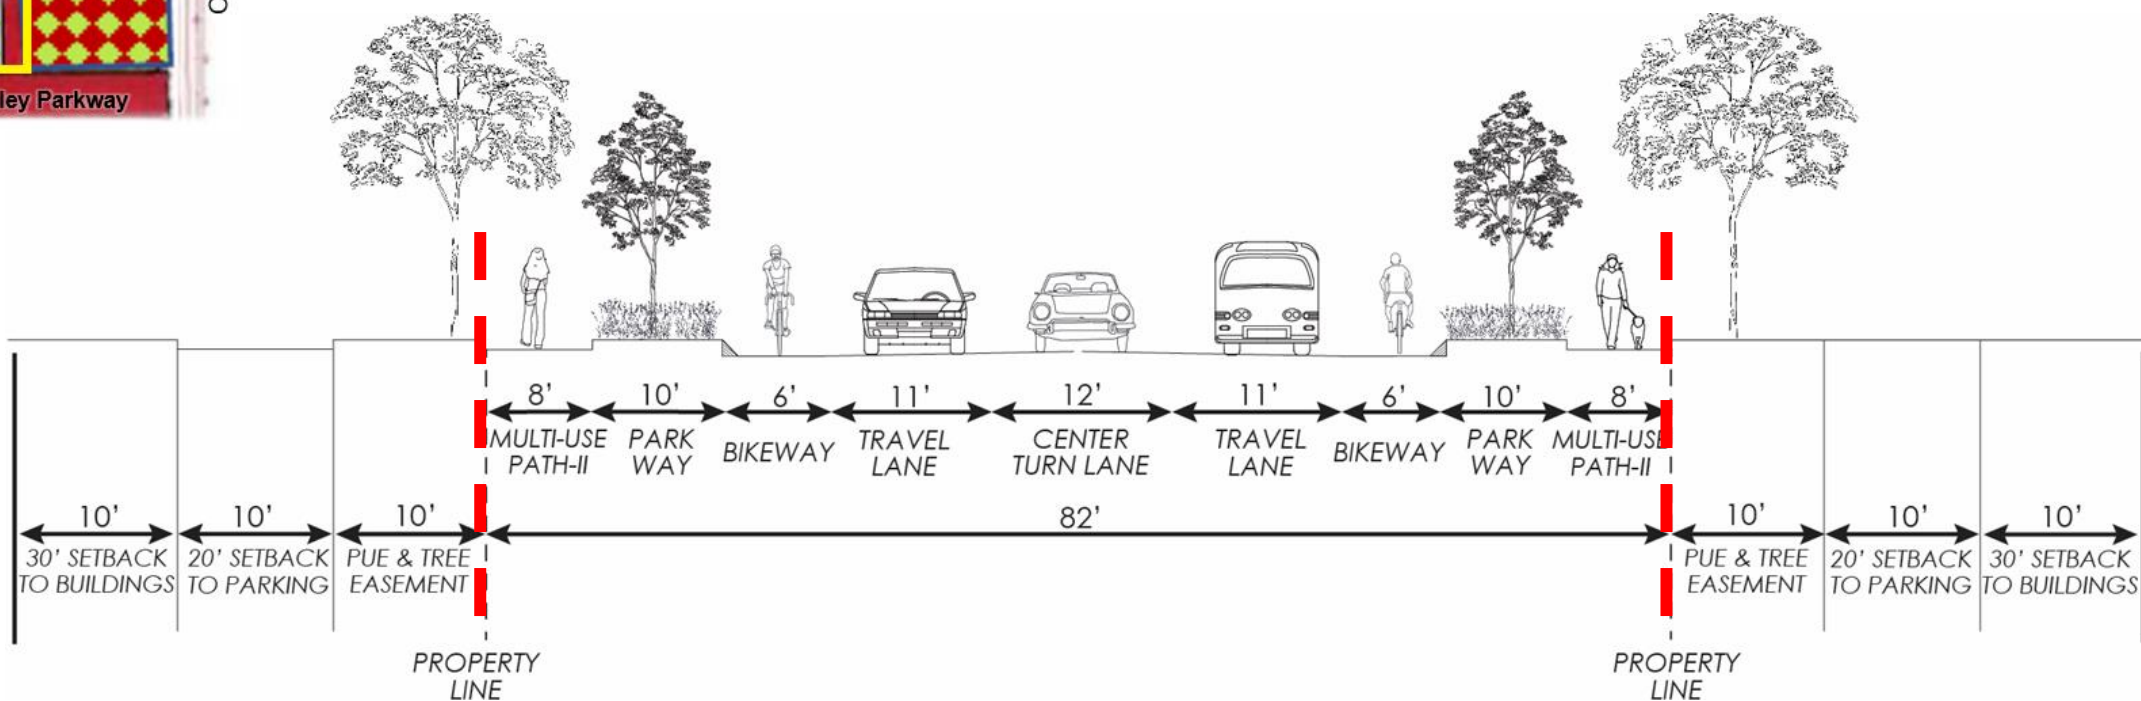 ley Parkway
8’ 10’ 6’ 11’ 12’ 11’ 6’ 10’ 8’
MULTI-USE PARK BIKEWAY TRAVEL CENTER TRAVEL BIKEWAY PARK MULTI-USE
PATH-II WAY LANE TURN LANE LANE WAY PATH-II
10’ 10’ 10’ 82’ 10’ 10’ 10’
30’ SETBACK 20’ SETBACK PUE & TREE PUE & TREE 20’ SETBACK 30’ SETBACK
TO BUILDINGS TO PARKING EASEMENT EASEMENT TO PARKING TO BUILDINGS
PROPERTY PROPERTY
LINE LINE